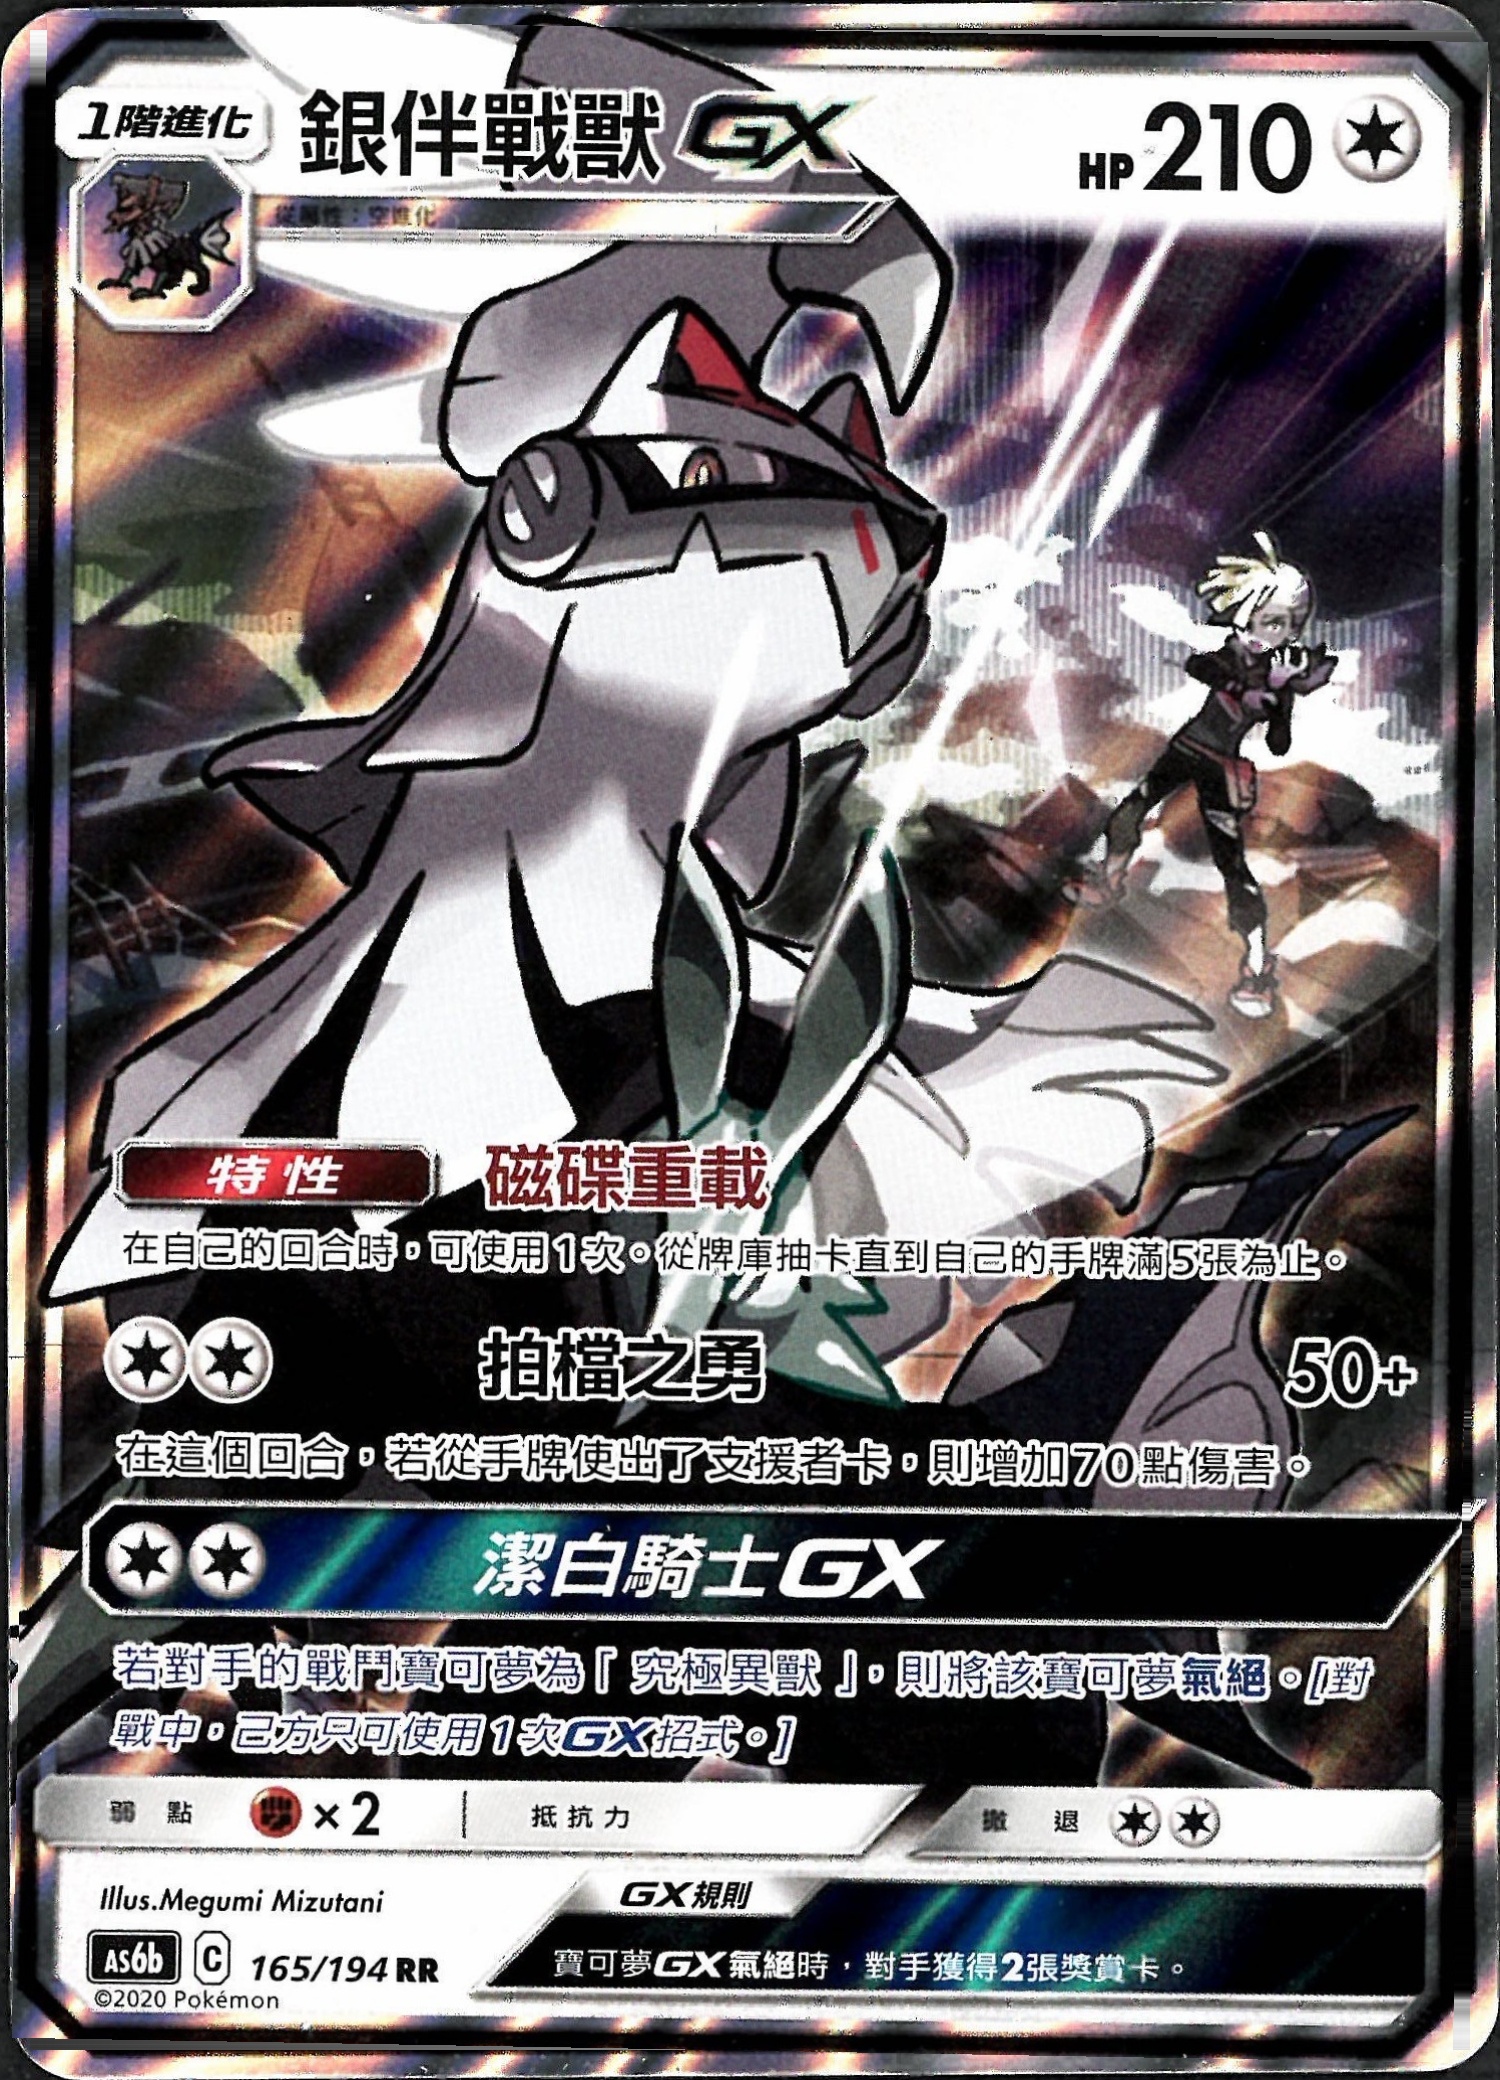 1階進化
銀伴戰獸GX
HP 210
從屬性：空進化
特性 磁碟重載
在自己的回合時，可使用1次。從牌庫抽卡直到自己的手牌滿5張為止。
拍檔之勇 50+
在這個回合，若從手牌使出了支援者卡，則增加70點傷害。
潔白騎士GX
若對手的戰鬥寶可夢為「究極異獸」，則將該寶可夢氣絕。[對
戰中，己方只可使用1次GX招式。]
弱點 ×2 抵抗力 撤退
Illus.Megumi Mizutani
GX規則
AS6b C 165/194 RR
寶可夢GX氣絕時，對手獲得2張獎賞卡。
©2020 Pokémon